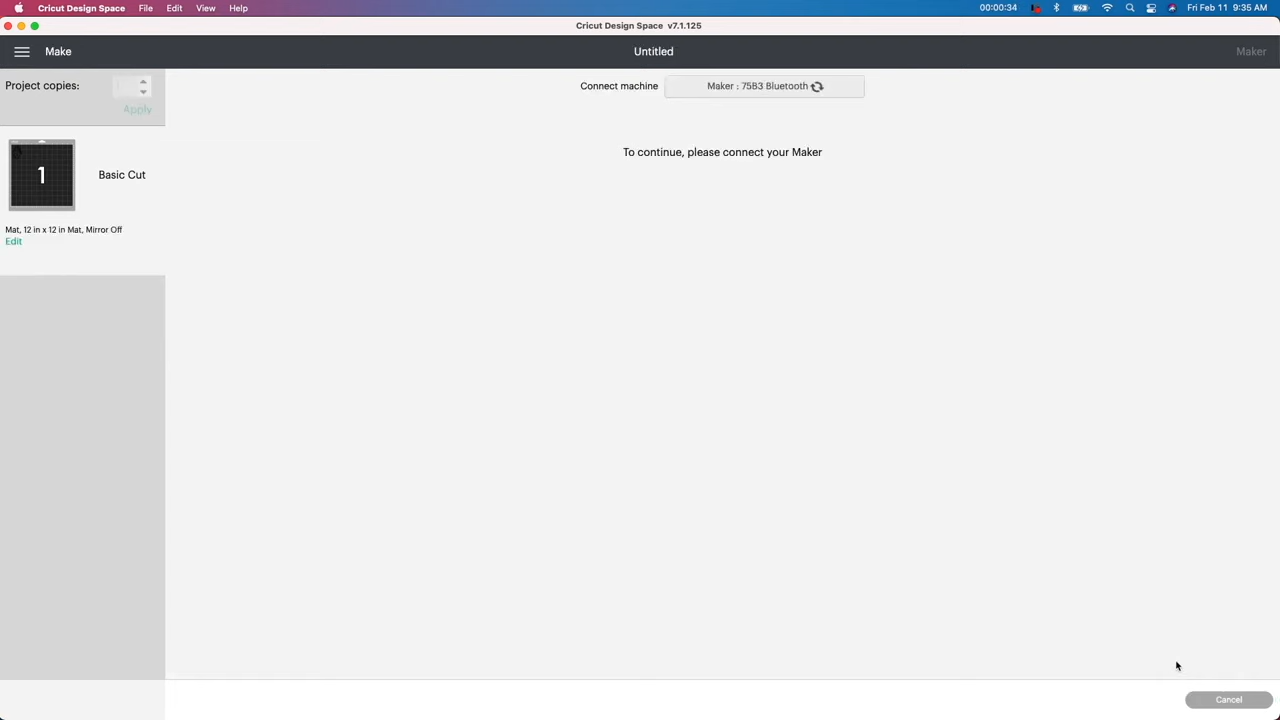 Cricut Design Space File Edit View Help 00:00:34 Fri Feb 11 9:35 AM
Cricut Design Space v7.1.125
Make Untitled Maker
Project copies:
Apply
Connect machine Maker : 75B3 Bluetooth
To continue, please connect your Maker
1 Basic Cut
Mat, 12 in x 12 in Mat, Mirror Off
Edit
Cancel